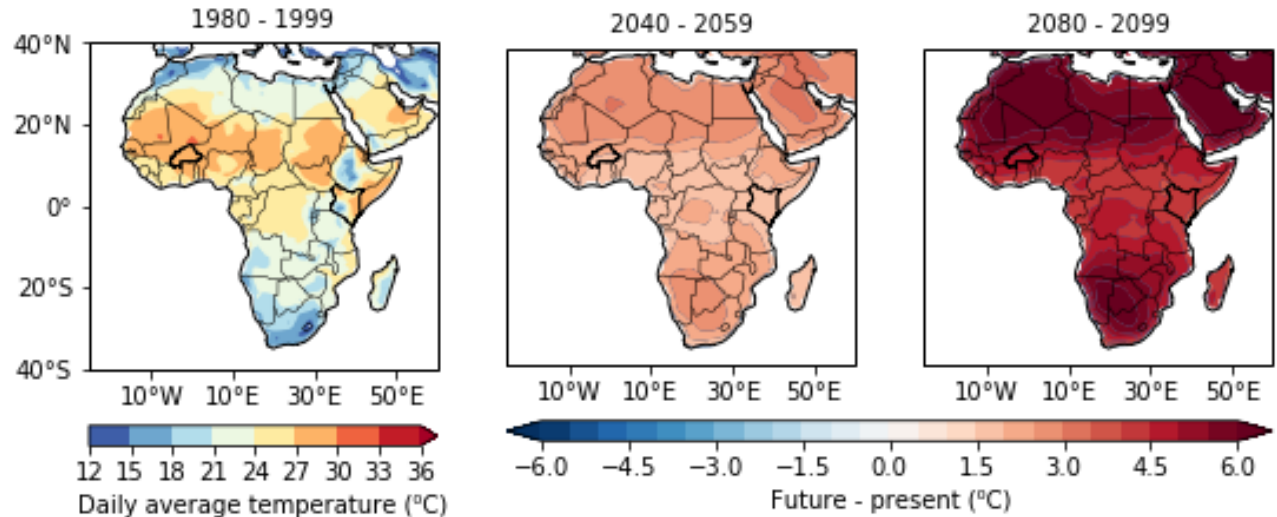 1980 - 1999
2040 - 2059
2080 - 2099
40°N
20°N
0°
20°S
40°S
10°W 10°E 30°E 50°E
10°W 10°E 30°E 50°E
10°W 10°E 30°E 50°E
12 15 18 21 24 27 30 33 36
Daily average temperature (°C)
−6.0 −4.5 −3.0 −1.5 0.0 1.5 3.0 4.5 6.0
Future - present (°C)